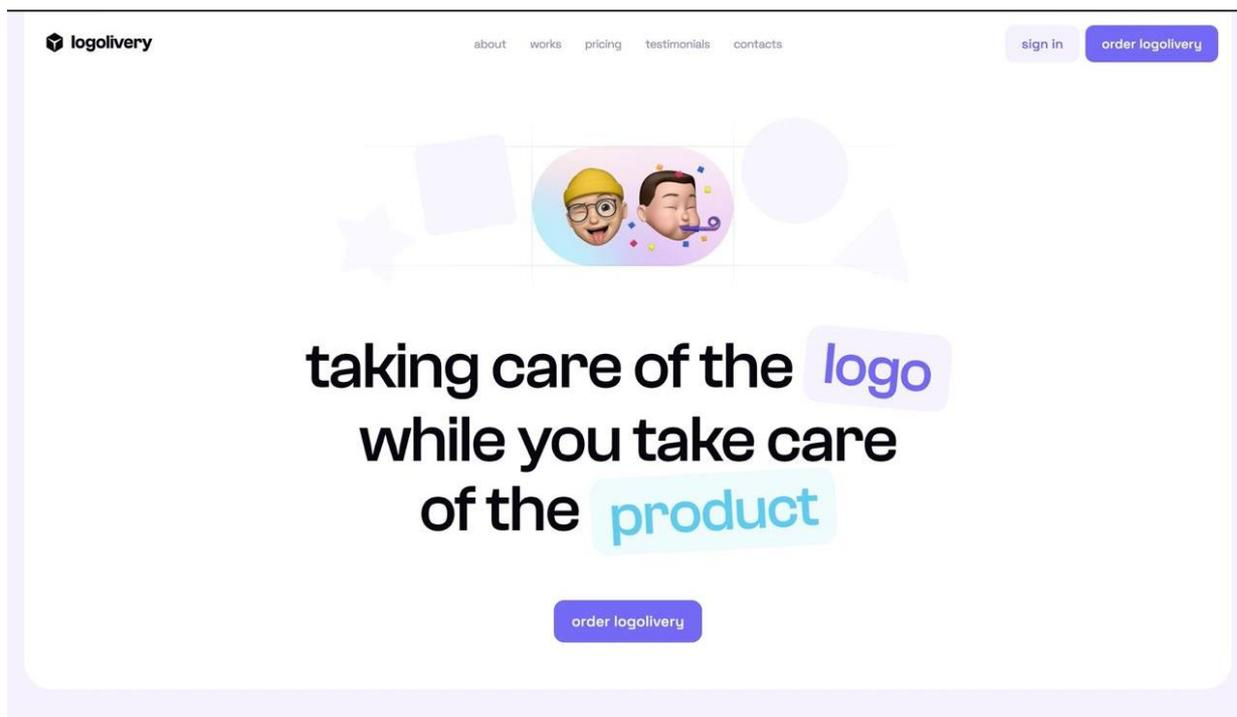 logolivery
about works pricing testimonials contacts
sign in order logolivery
taking care of the logo
while you take care
of the product
order logolivery